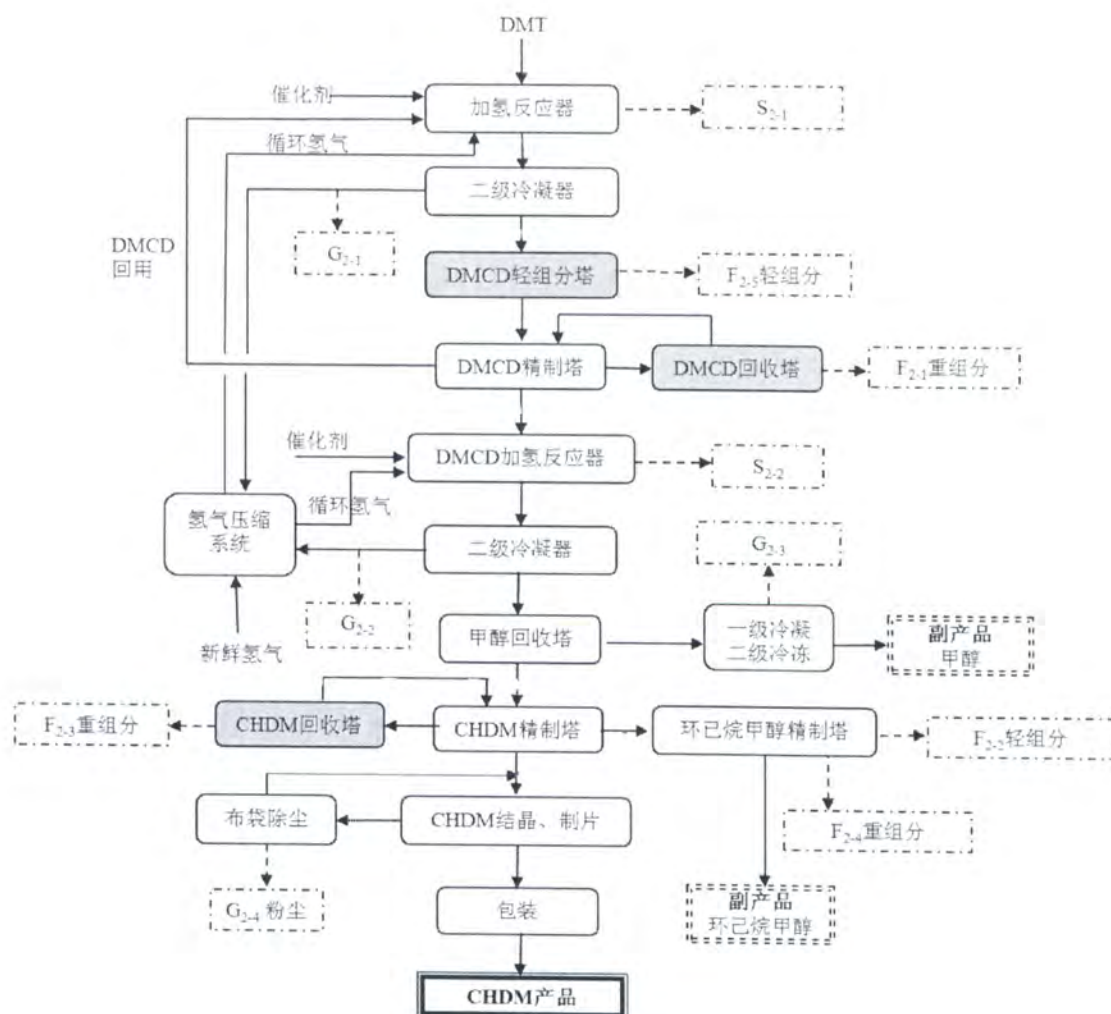 DMT
催化剂
加氢反应器
S2-1
循环氢气
二级冷凝器
DMCD
回用
G2-1
DMCD轻组分塔
F2-5轻组分
DMCD精制塔
DMCD回收塔
F2-1重组分
催化剂
DMCD加氢反应器
S2-2
循环氢气
氢气压缩
系统
二级冷凝器
G2-3
G2-2
甲醇回收塔
一级冷凝
二级冷冻
副产品
甲醇
新鲜氢气
F2-3重组分
CHDM回收塔
CHDM精制塔
环己烷甲醇精制塔
F2-2轻组分
布袋除尘
CHDM结晶、制片
F2-4重组分
G2-4 粉尘
包装
副产品
环己烷甲醇
CHDM产品